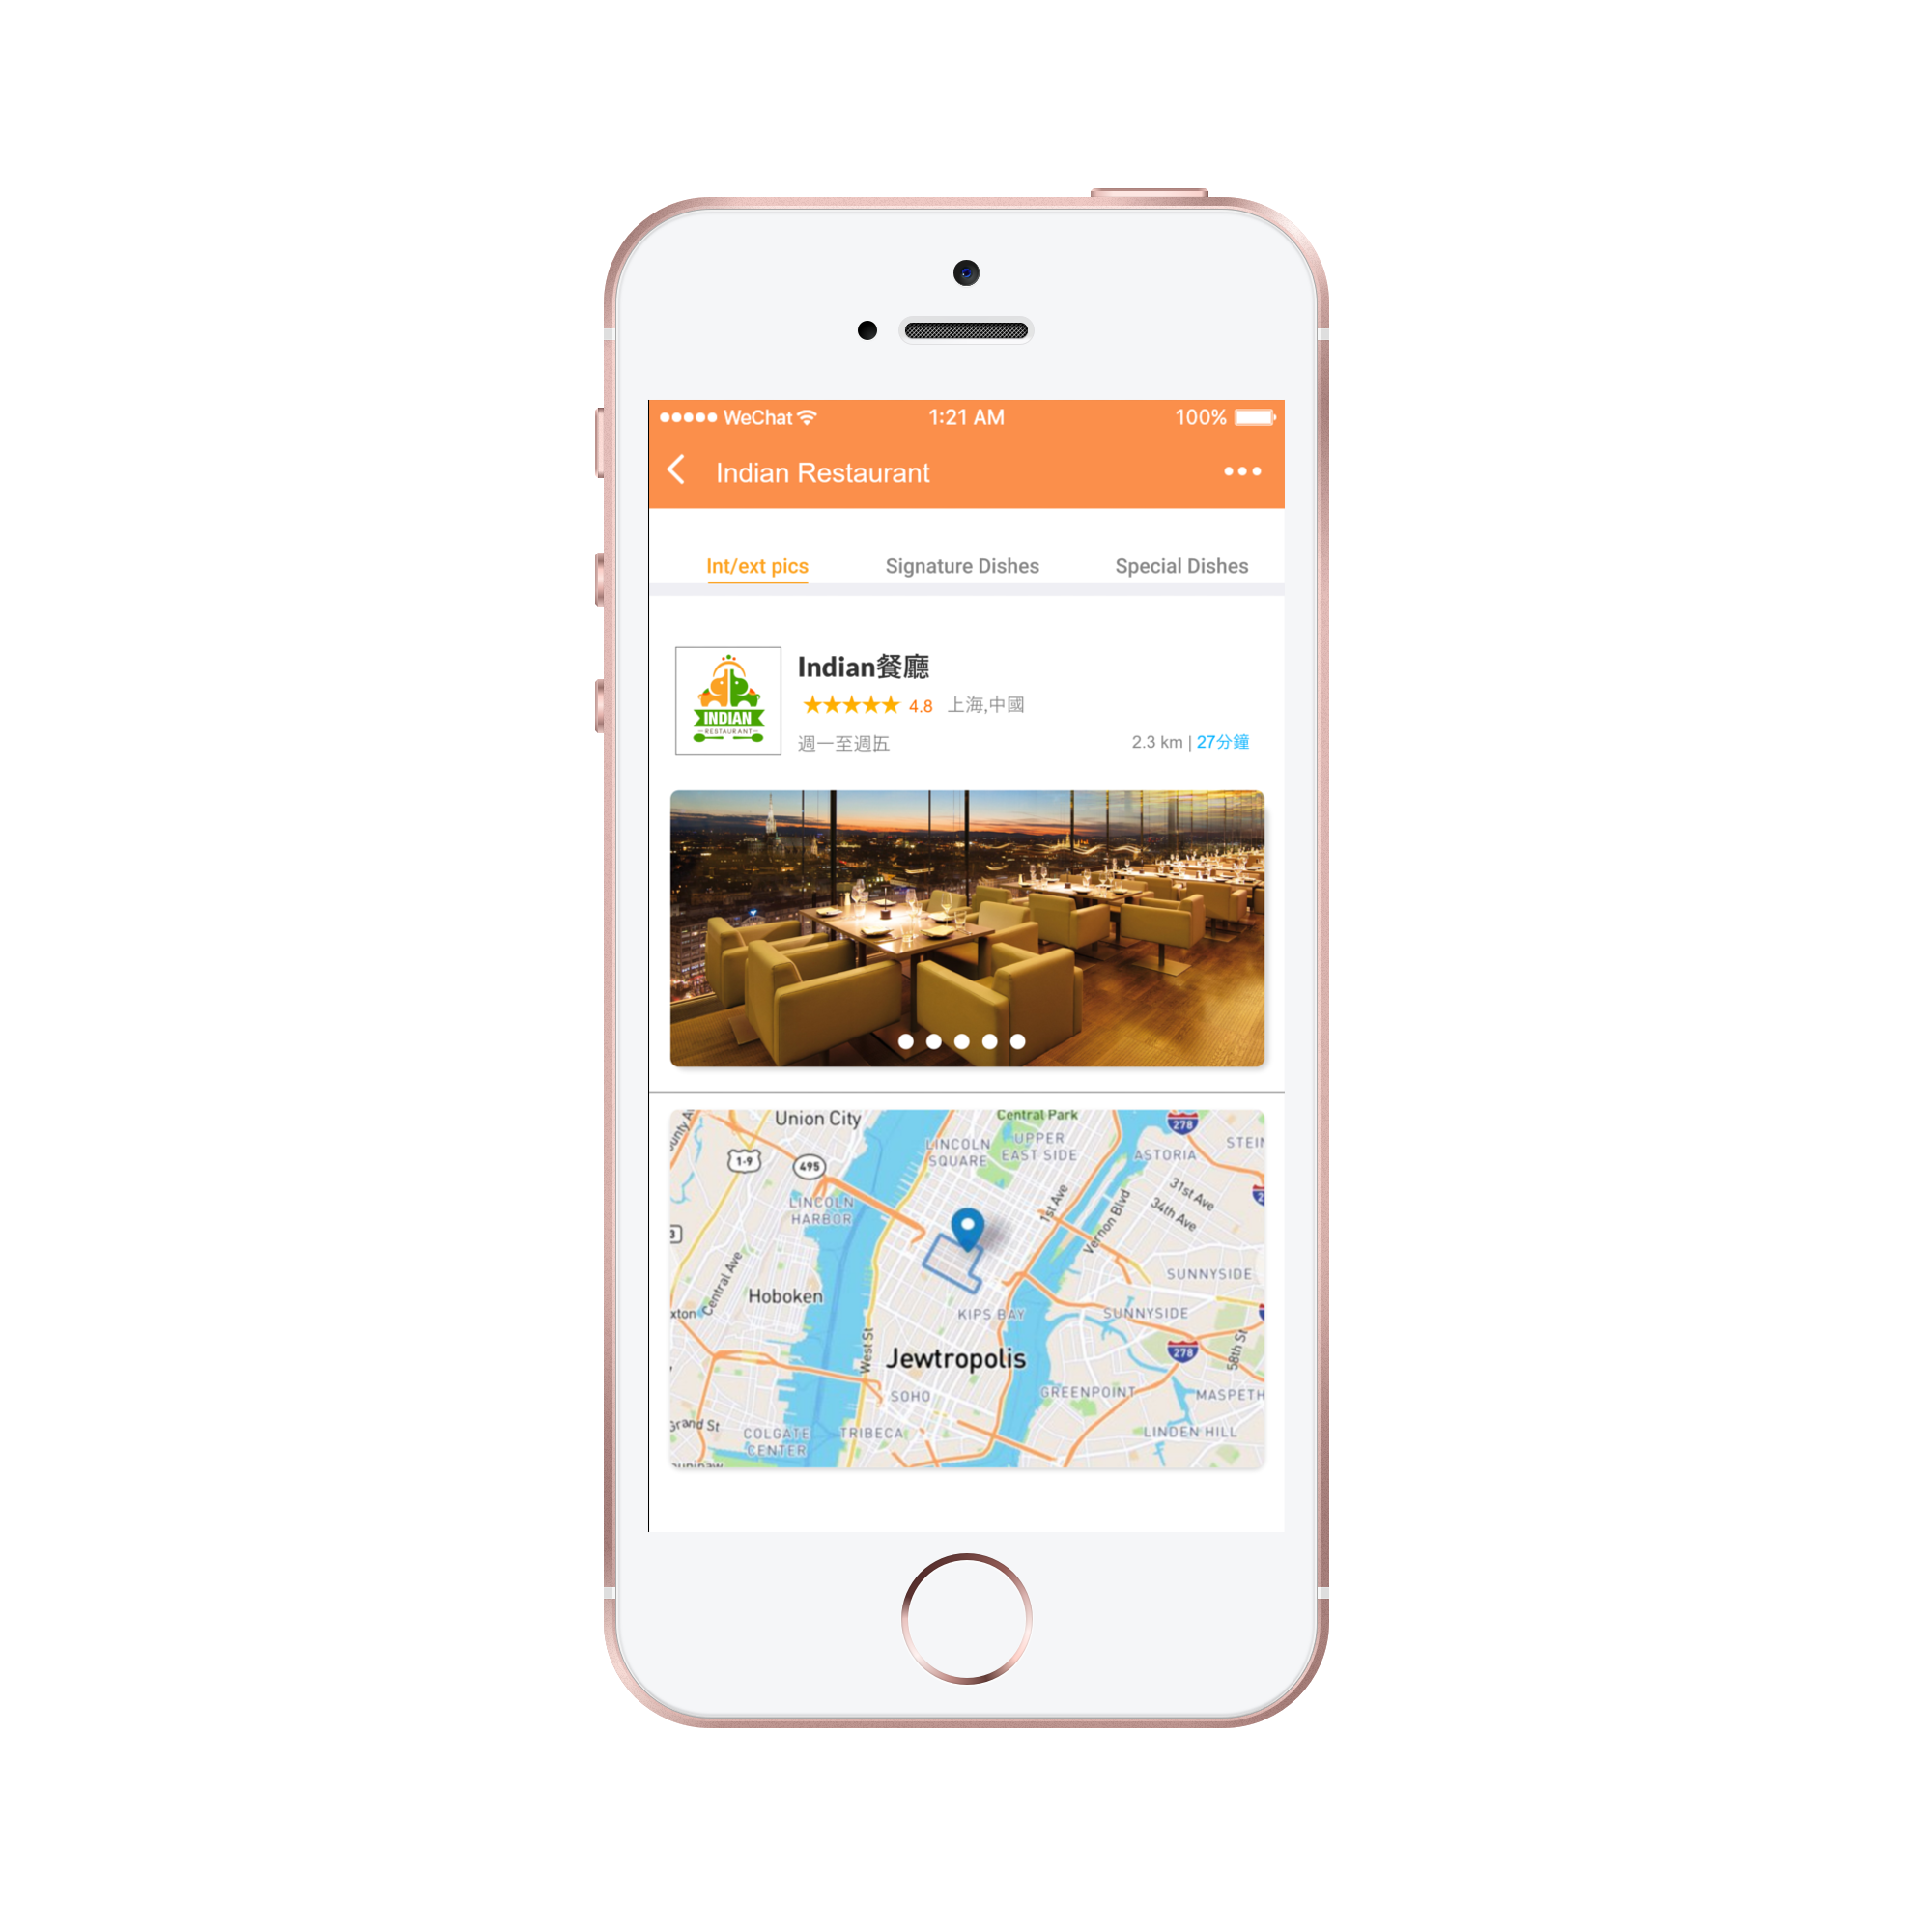 WeChat 1:21 AM 100%
Indian Restaurant
Int/ext pics Signature Dishes Special Dishes
INDIAN
RESTAURANT
Indian餐廳
4.8 上海,中國
週一至週五 2.3 km | 27分鐘
Union City Central Park 278
LINCOLN SQUARE UPPER EAST SIDE ASTORIA
1-9 495
31st Ave
34th Ave
LINCOLN HARBOR 1st Ave Vernon Blvd
Central Ave
SUNNYSIDE
Hoboken
xton KIPS BAY SUNNYSIDE
West St 278 58th St
Jewtropolis
SOHO GREENPOINT MASPETH
Grand St COLGATE CENTER TRIBECA LINDEN HILL